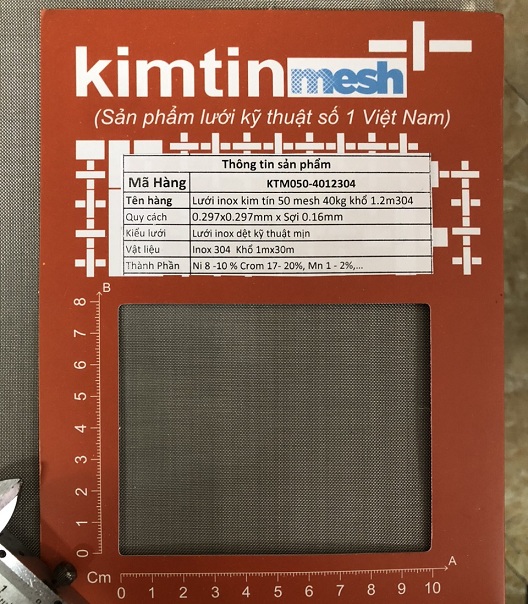 kimtin mesh
(Sản phẩm lưới kỹ thuật số 1 Việt Nam)
Thông tin sản phẩm
Mã Hàng KTM050-4012304
Tên hàng Lưới inox kim tín 50 mesh 40kg khổ 1.2m304
Quy cách 0.297x0.297mm x Sợi 0.16mm
Kiểu lưới Lưới inox dệt kỹ thuật mịn
Vật liệu Inox 304 Khổ 1mx30m
Thành Phần Ni 8 -10 % Crom 17- 20%, Mn 1 - 2%,...
B
8
7
6
5
4
3
2
1
0
Cm 0 1 2 3 4 5 6 7 8 9 10 A